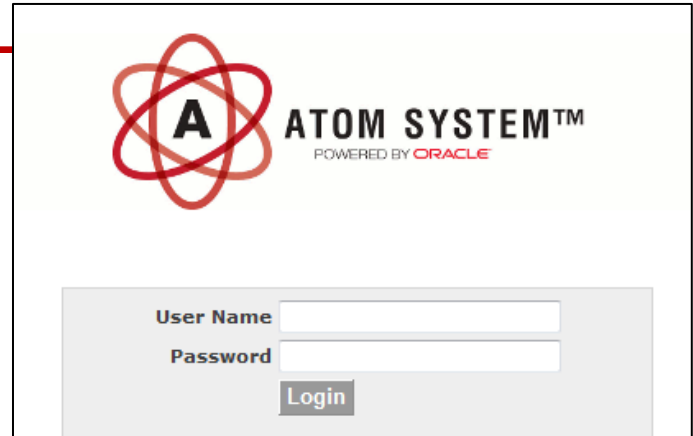 A
ATOM SYSTEM™
POWERED BY ORACLE
User Name
Password
Login